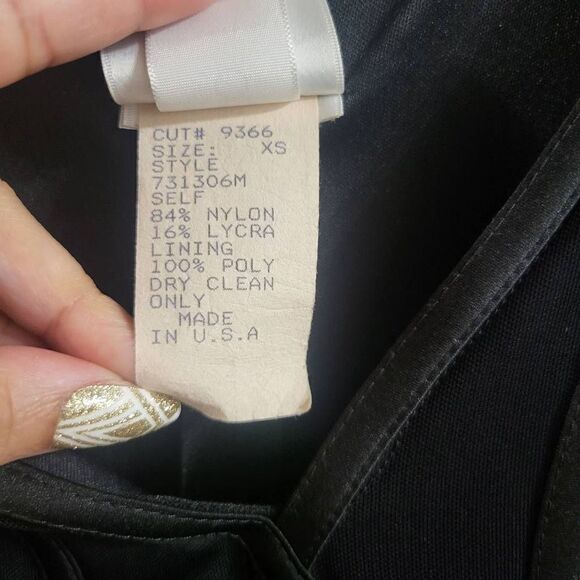 CUT# 9366
SIZE: XS
STYLE
731306M
SELF
84% NYLON
16% LYCRA
LINING
100% POLY
DRY CLEAN
ONLY
MADE
IN U.S.A